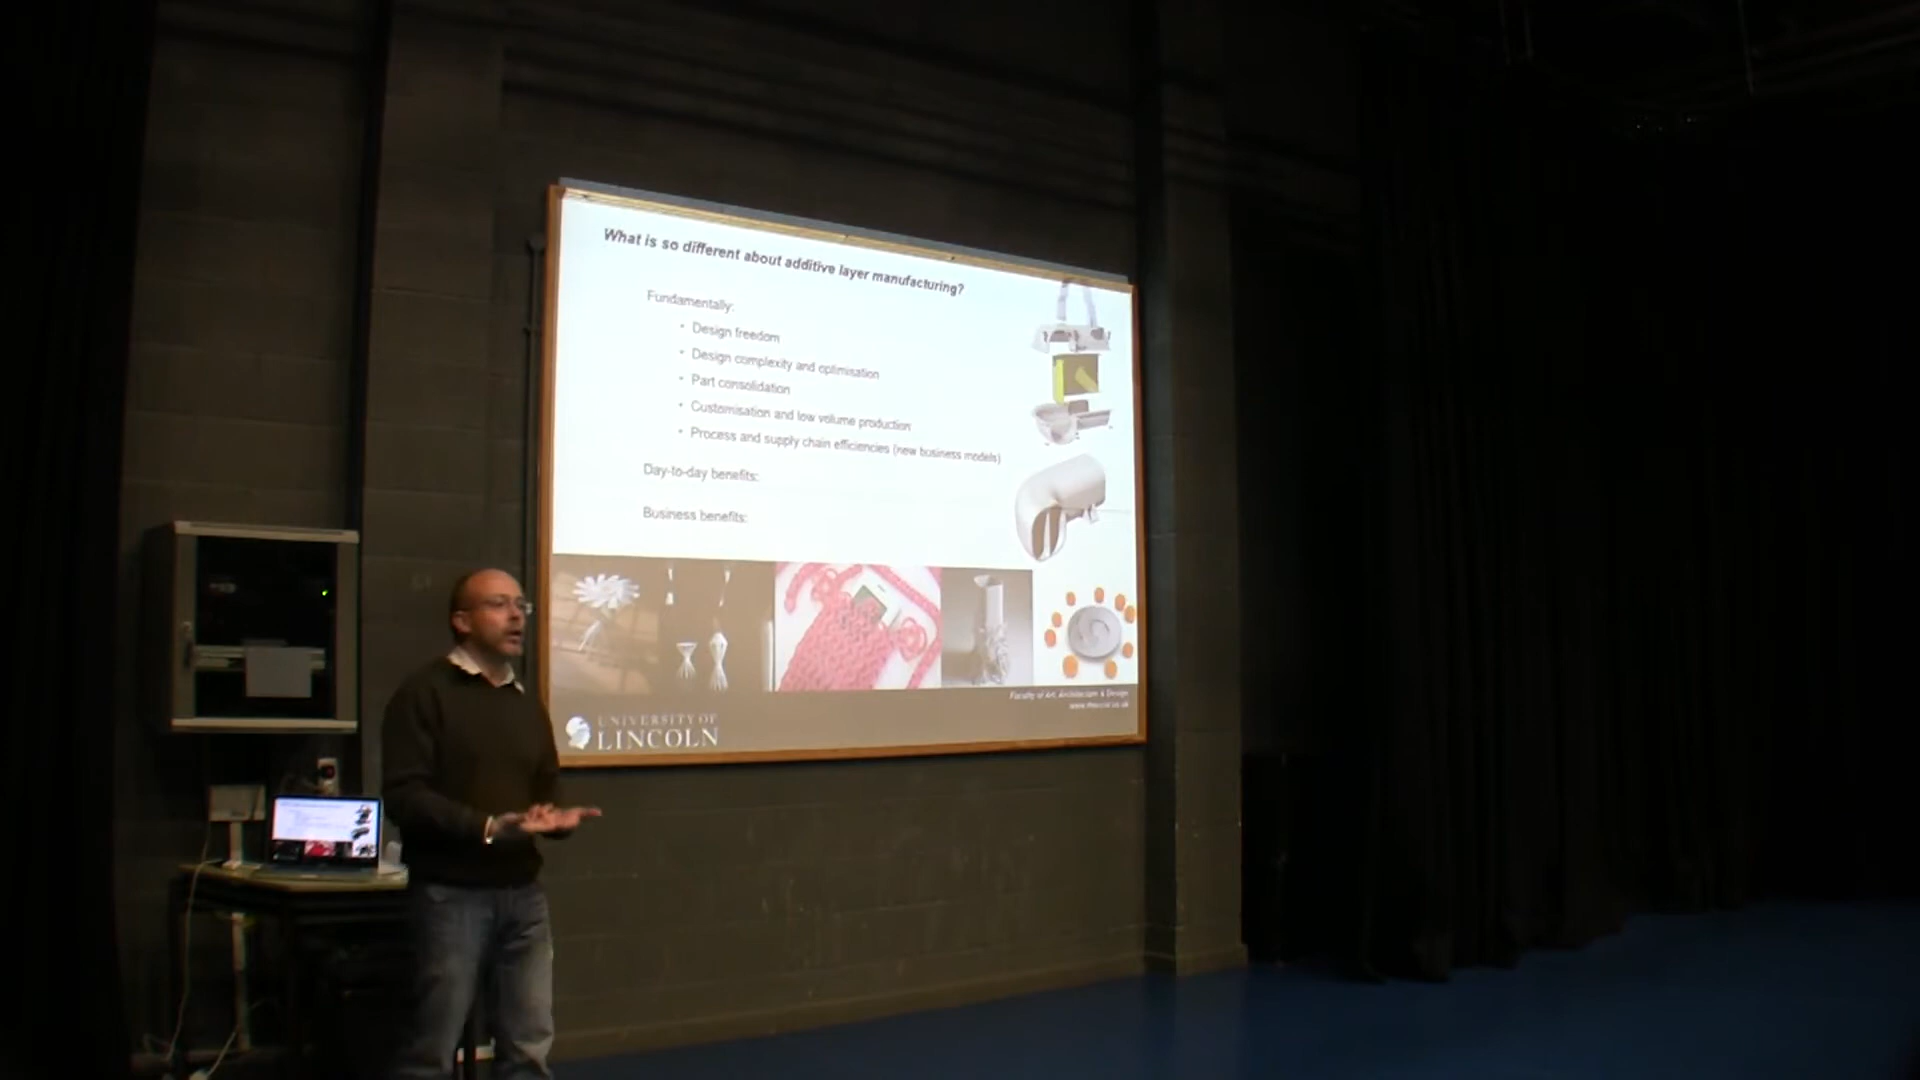 What is so different about additive layer manufacturing?
Fundamentally:
• Design freedom
• Design complexity and optimisation
• Part consolidation
• Customisation and low volume production
• Process and supply chain efficiencies (new business models)
Day-to-day benefits:
Business benefits:
Faculty of Art, Architecture & Design
UNIVERSITY OF
LINCOLN